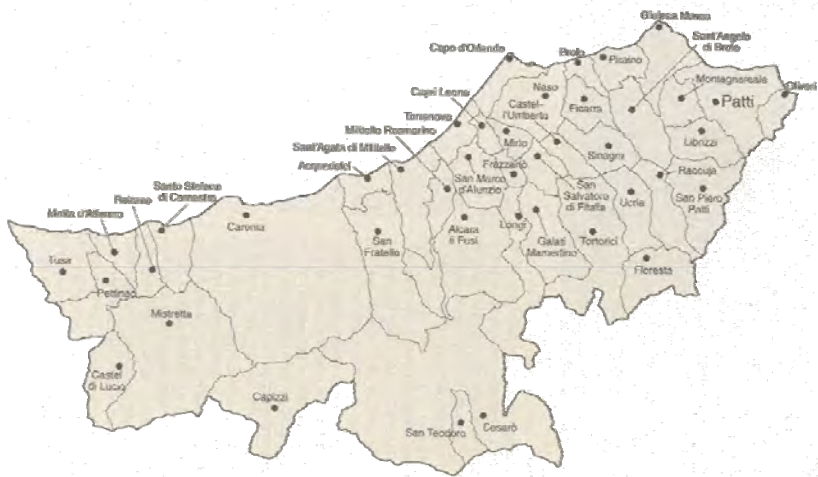 Gioiosa Marea
Sant'Angelo
di Brolo
Capo d'Orlando
Brolo
Piraino
Montagnareale
Oliveri
Capri Leone
Naso
Patti
Castel-
l'Umberto
Ficarra
Torrenova
Militello Rosmarino
Mirto
Librizzi
Sant'Agata di Militello
Sinagra
Acquedolci
Frazzanò
San Marco
d'Alunzio
Raccuja
Santo Stefano
di Camastra
Reitano
San
Salvatore
di Fitalia
Ucria
San Piero
Patti
Motta d'Affermo
Caronia
San
Fratello
Alcara
li Fusi
Longi
Galati
Mamertino
Tortorici
Tusa
Floresta
Pettineo
Mistretta
Castel
di Lucio
Capizzi
San Teodoro
Cesarò